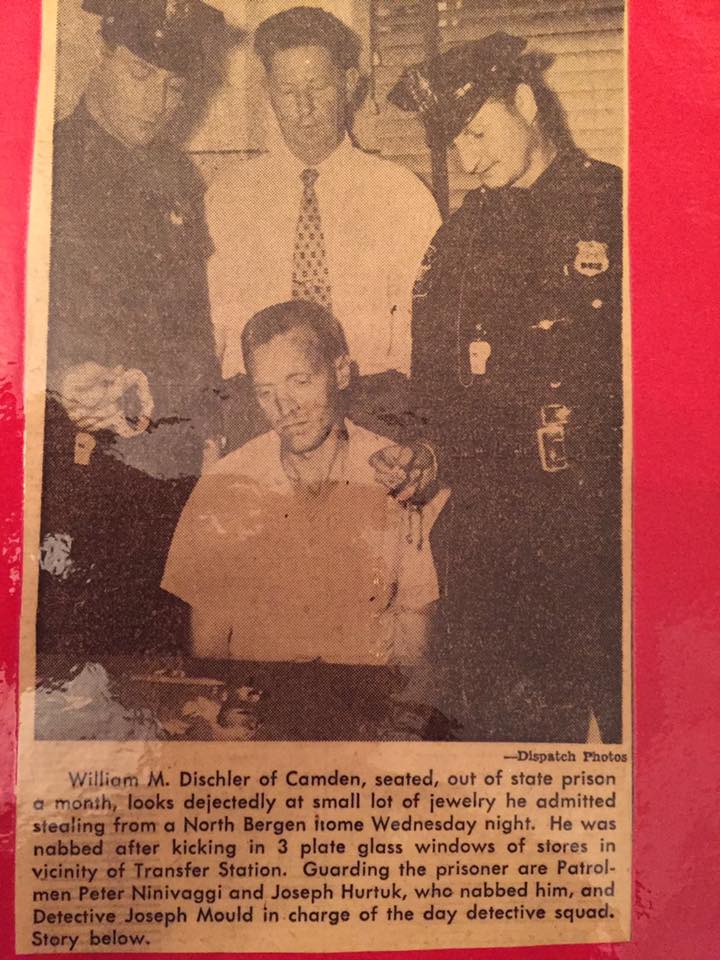 —Dispatch Photos
William M. Dischler of Camden, seated, out of state prison
a month, looks dejectedly at small lot of jewelry he admitted
stealing from a North Bergen home Wednesday night. He was
nabbed after kicking in 3 plate glass windows of stores in
vicinity of Transfer Station. Guarding the prisoner are Patrol-
men Peter Ninivaggi and Joseph Hurtuk, who nabbed him, and
Detective Joseph Mould in charge of the day detective squad.
Story below.